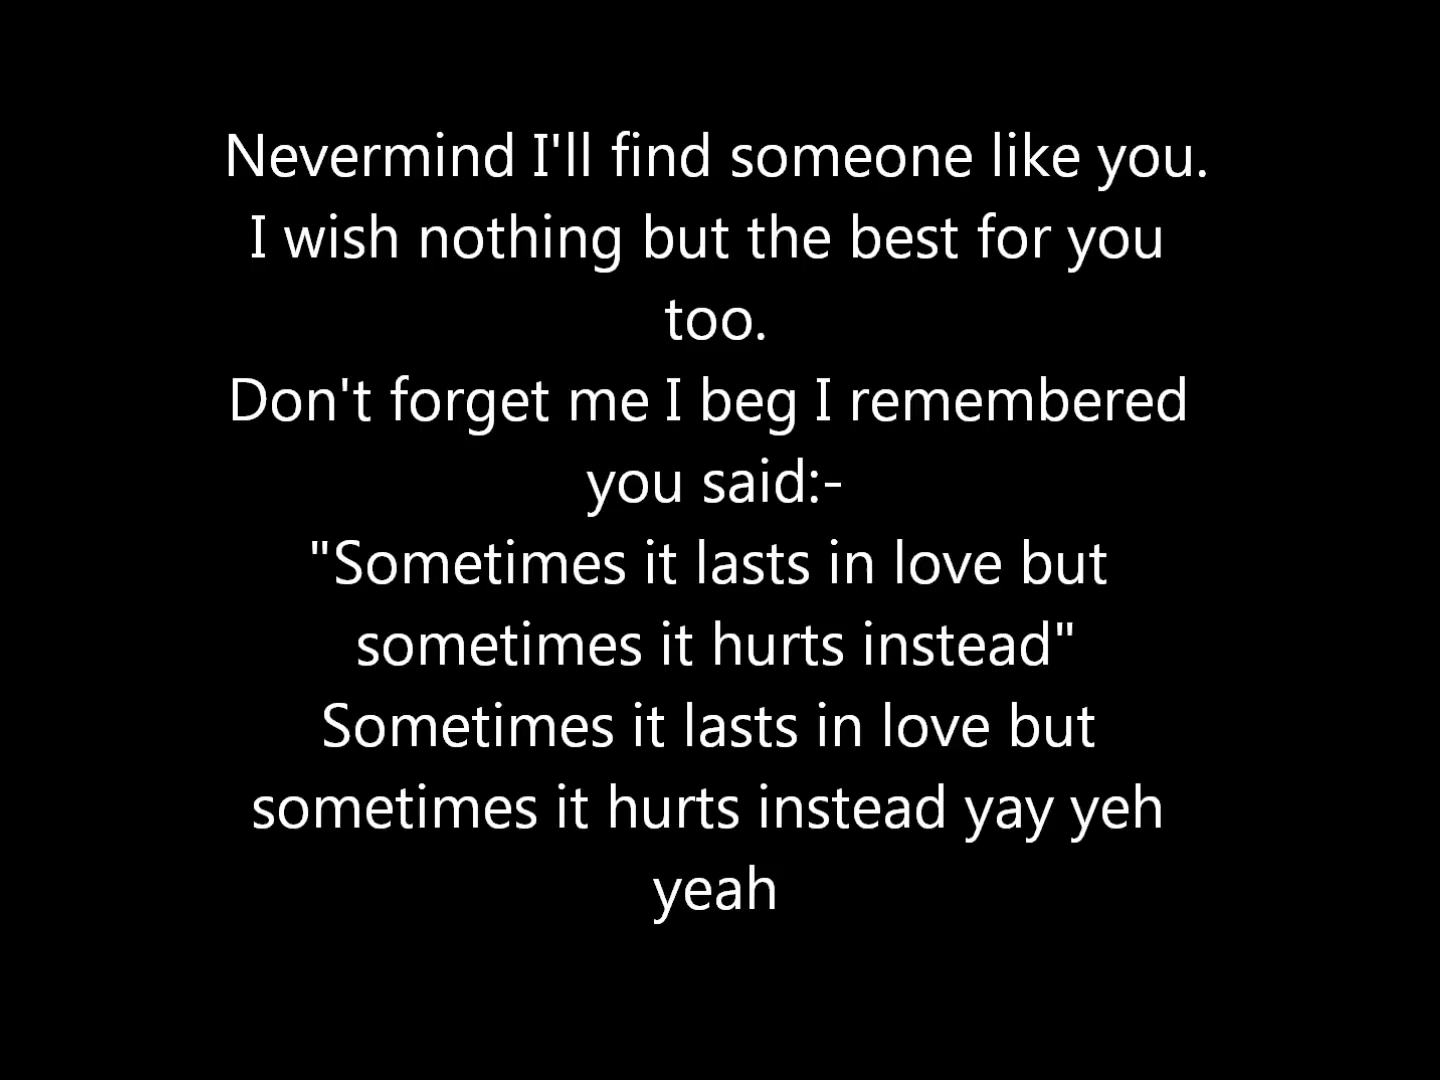 Nevermind I'll find someone like you.
I wish nothing but the best for you
too.
Don't forget me I beg I remembered
you said:-
"Sometimes it lasts in love but
sometimes it hurts instead"
Sometimes it lasts in love but
sometimes it hurts instead yay yeh
yeah